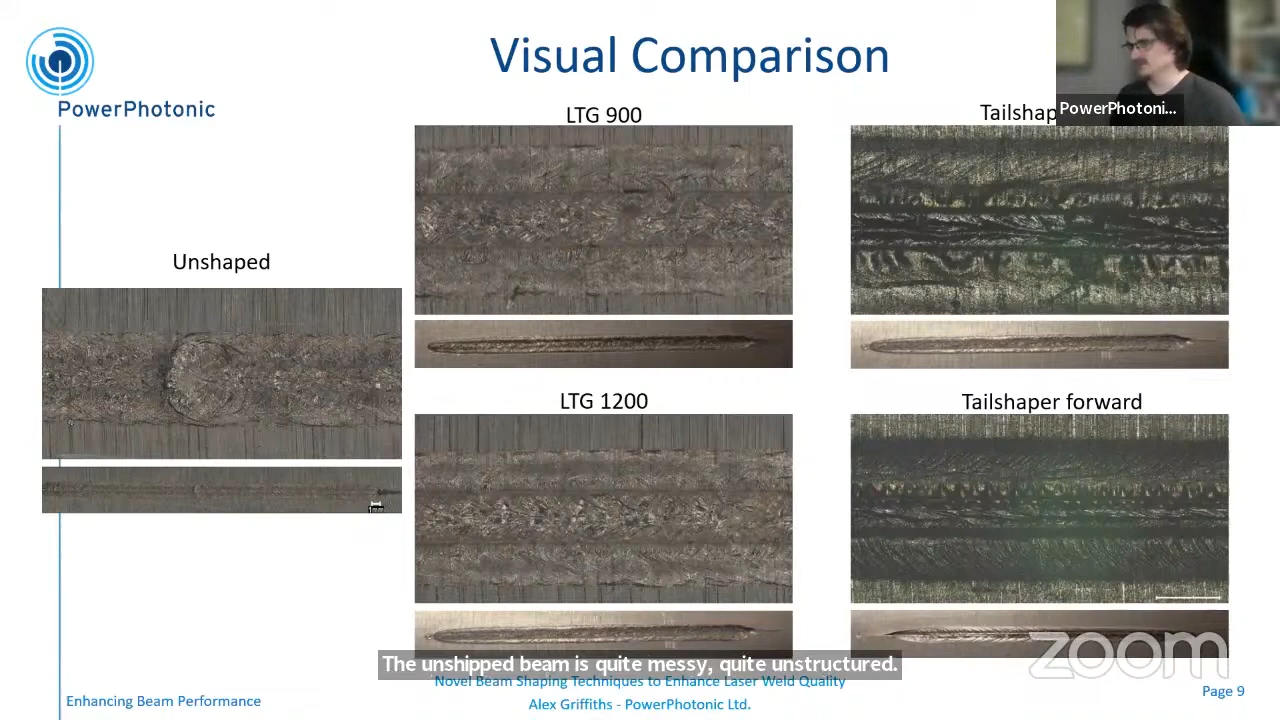 Visual Comparison
PowerPhotonic
PowerPhotoni...
LTG 900
Tailshap
Unshaped
LTG 1200
Tailshaper forward
1mm
zoom
The unshipped beam is quite messy, quite unstructured.
Novel Beam Shaping Techniques to Enhance Laser Weld Quality
Enhancing Beam Performance
Alex Griffiths - PowerPhotonic Ltd.
Page 9